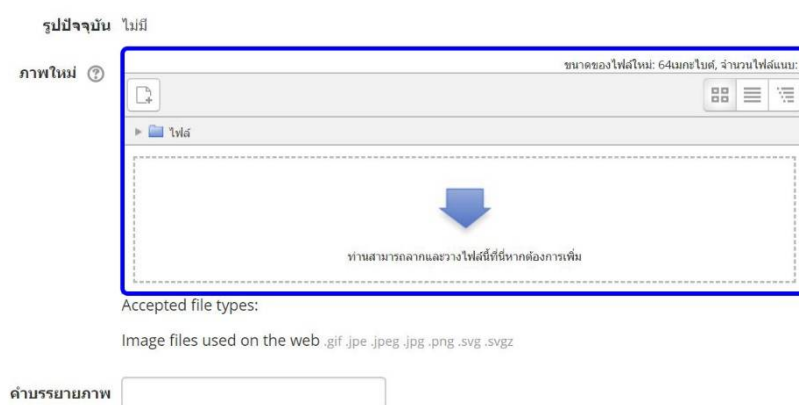 รูปปัจจุบัน ไม่มี
ภาพใหม่
ขนาดของไฟล์ใหม่: 64เมกะไบต์, จำนวนไฟล์แนบ:
ไฟล์
ท่านสามารถลากและวางไฟล์นี้ที่นี่หากต้องการเพิ่ม
Accepted file types:
Image files used on the web .gif .jpe .jpeg .jpg .png .svg .svgz
คำบรรยายภาพ